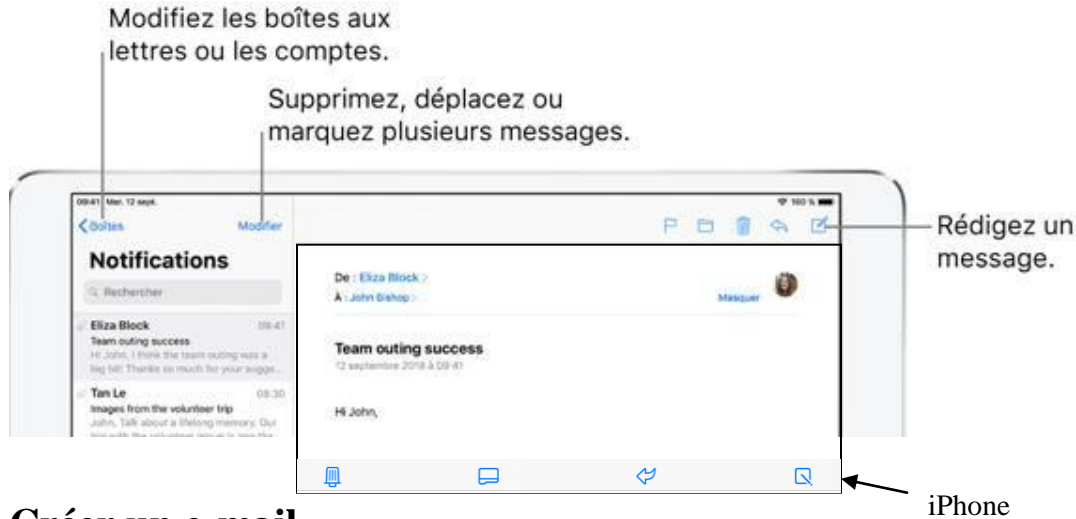 Modifiez les boîtes aux
lettres ou les comptes.
Supprimez, déplacez ou
marquez plusieurs messages.
09:41 Mer. 12 sept.
100 %
Boîtes
Modifier
Rédigez un
message.
Notifications
Rechercher
De : Eliza Block
À : John Bishop
Masquer
Eliza Block 09:41
Team outing success
Hi John, I think the team outing was a
big hit! Thanks so much for your sugge...
Team outing success
12 septembre 2018 à 09:41
Tan Le 08:30
Images from the volunteer trip
John, Talk about a lifelong memory. Our
Hi John,
iPhone
Créer un e-mail